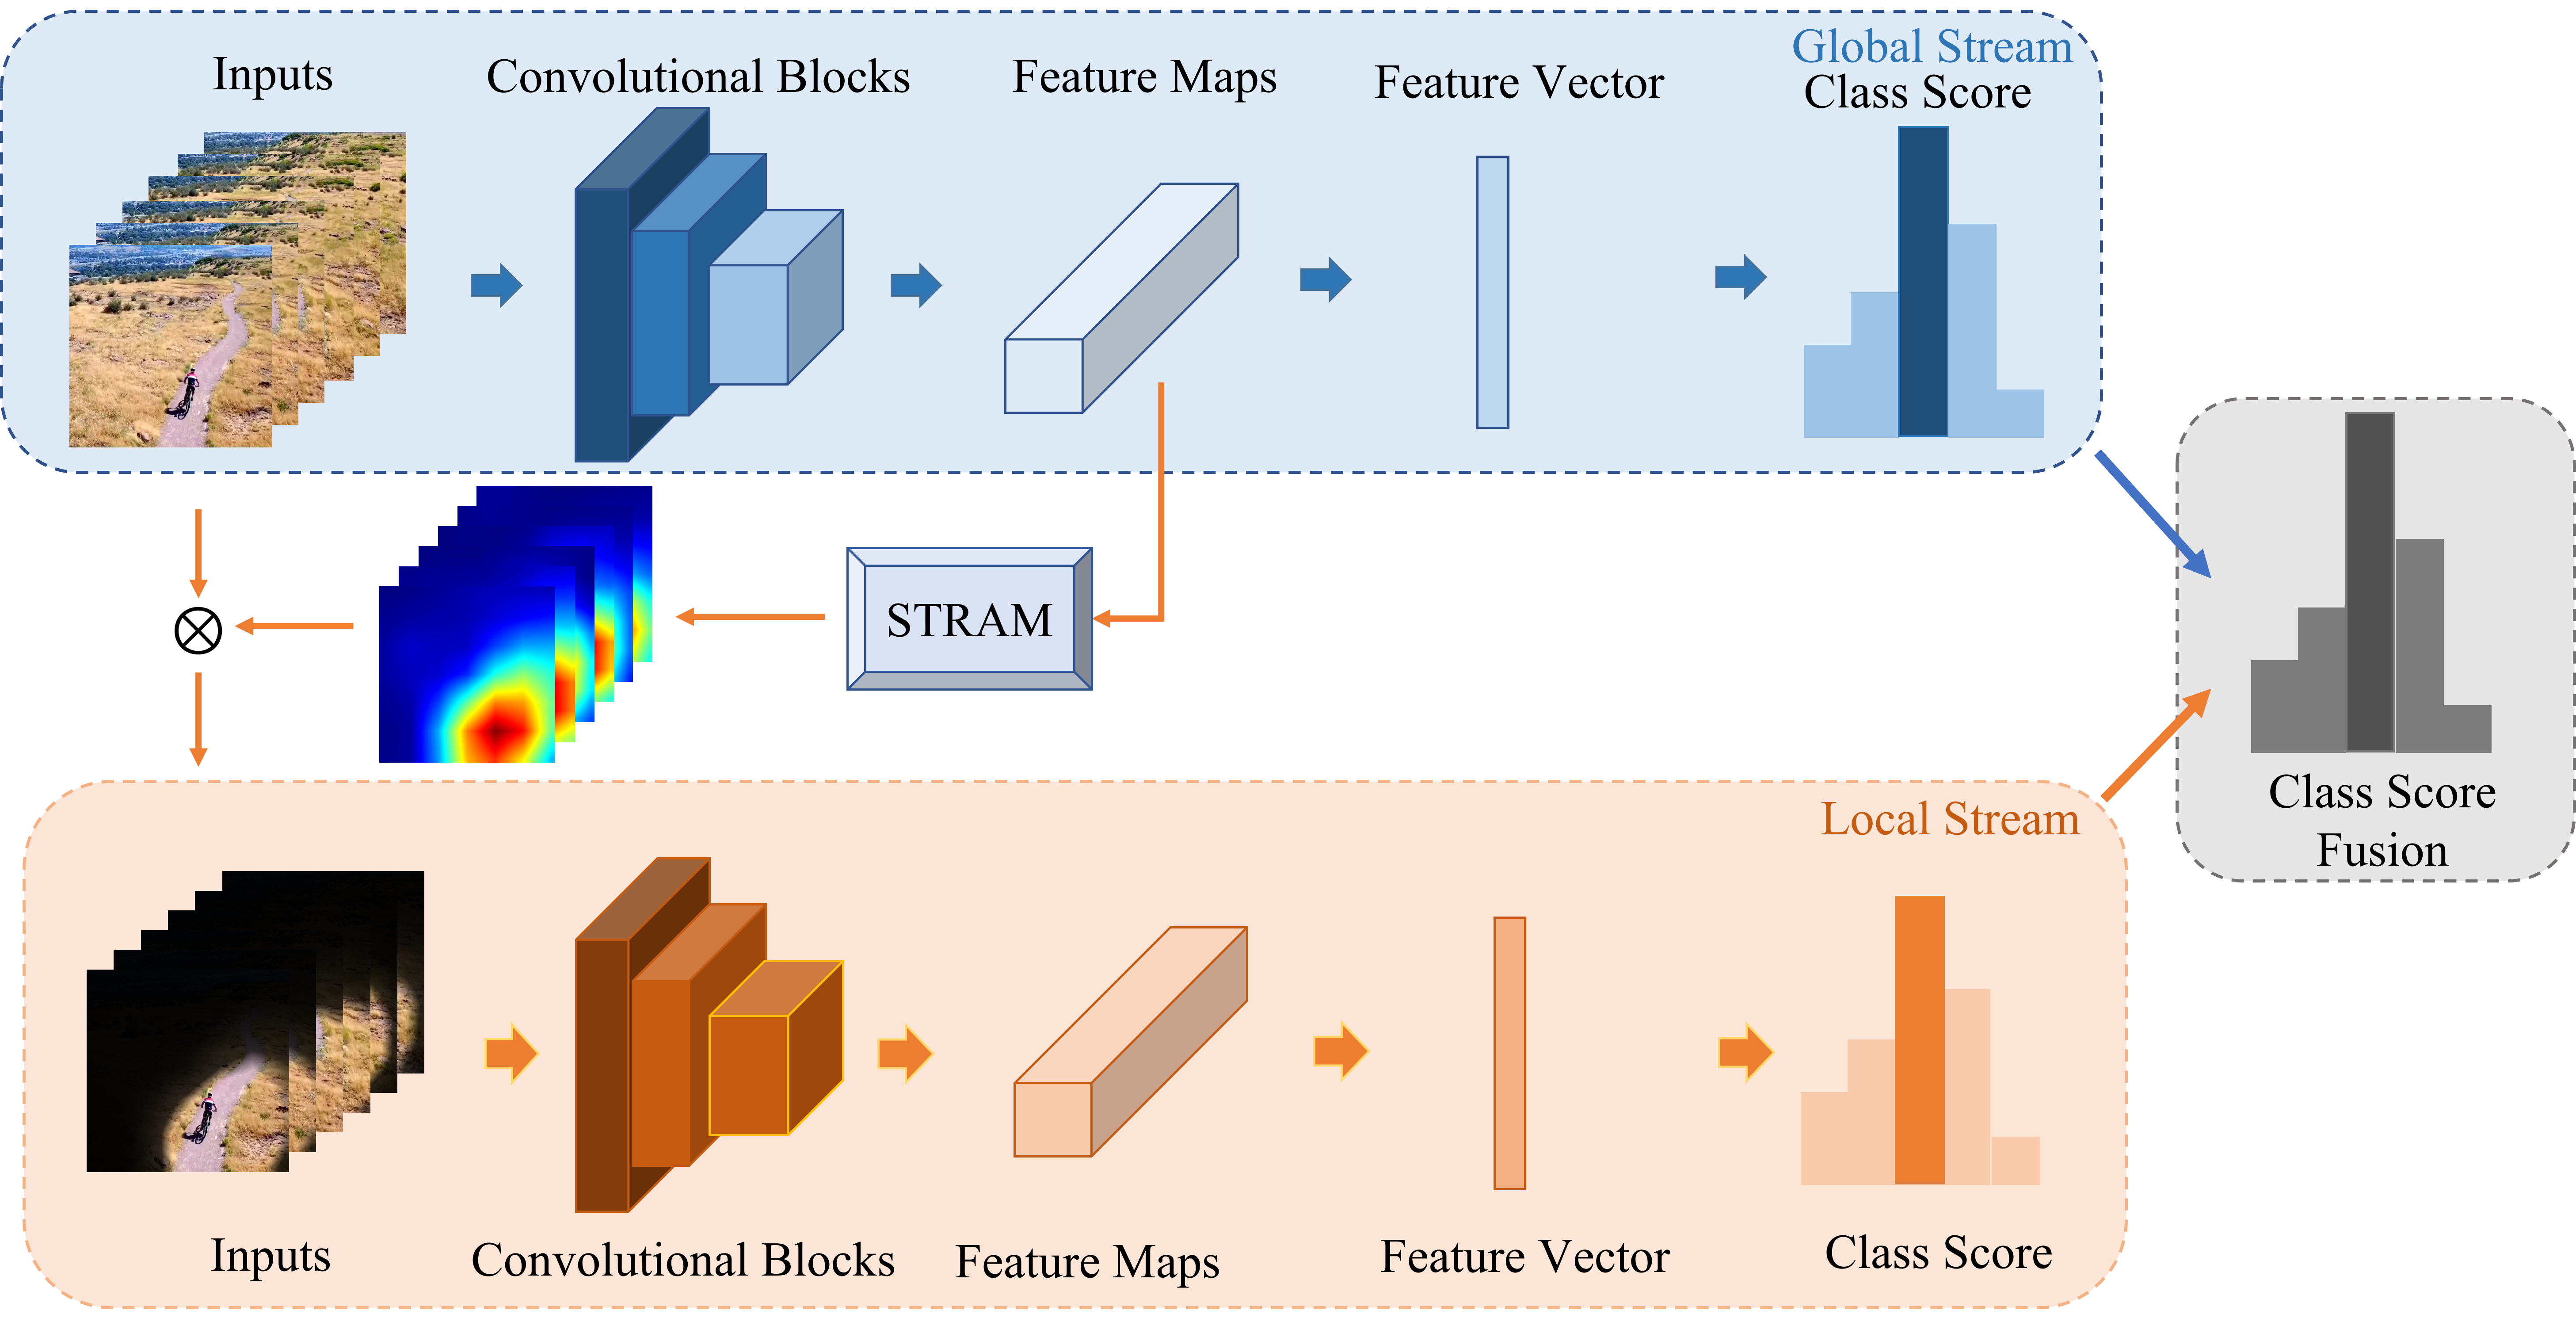 Global Stream
Inputs
Convolutional Blocks
Feature Maps
Feature Vector
Class Score
STRAM
Class Score
Fusion
Local Stream
Inputs
Convolutional Blocks
Feature Maps
Feature Vector
Class Score